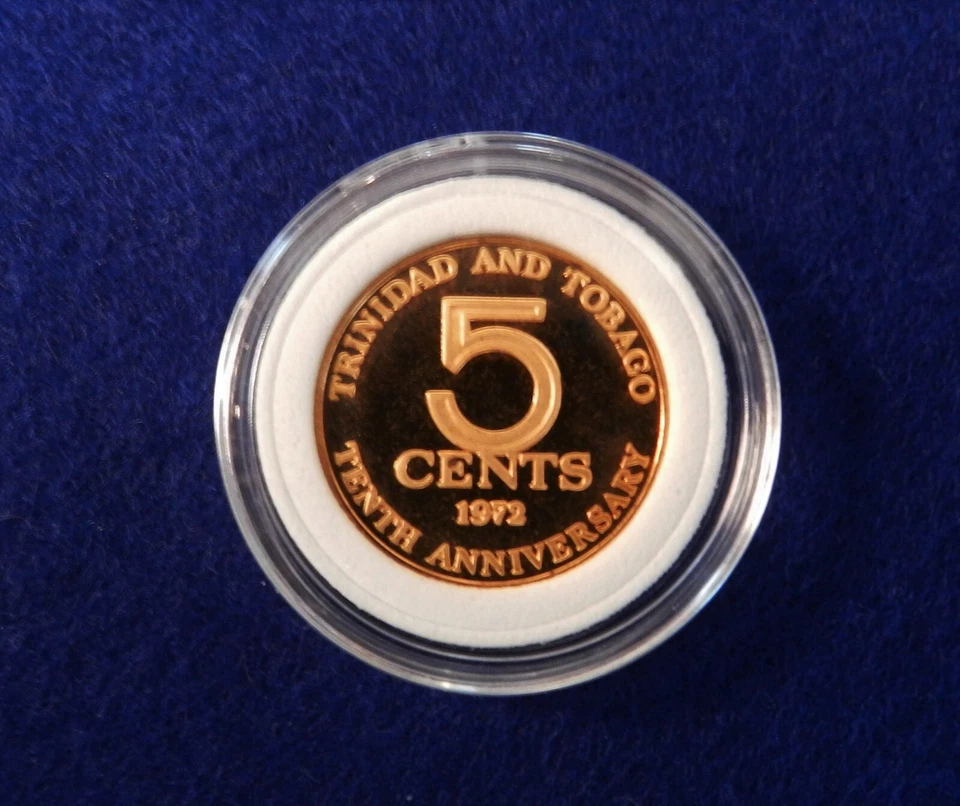 TRINIDAD AND TOBAGO
5
CENTS
1972
TENTH ANNIVERSARY